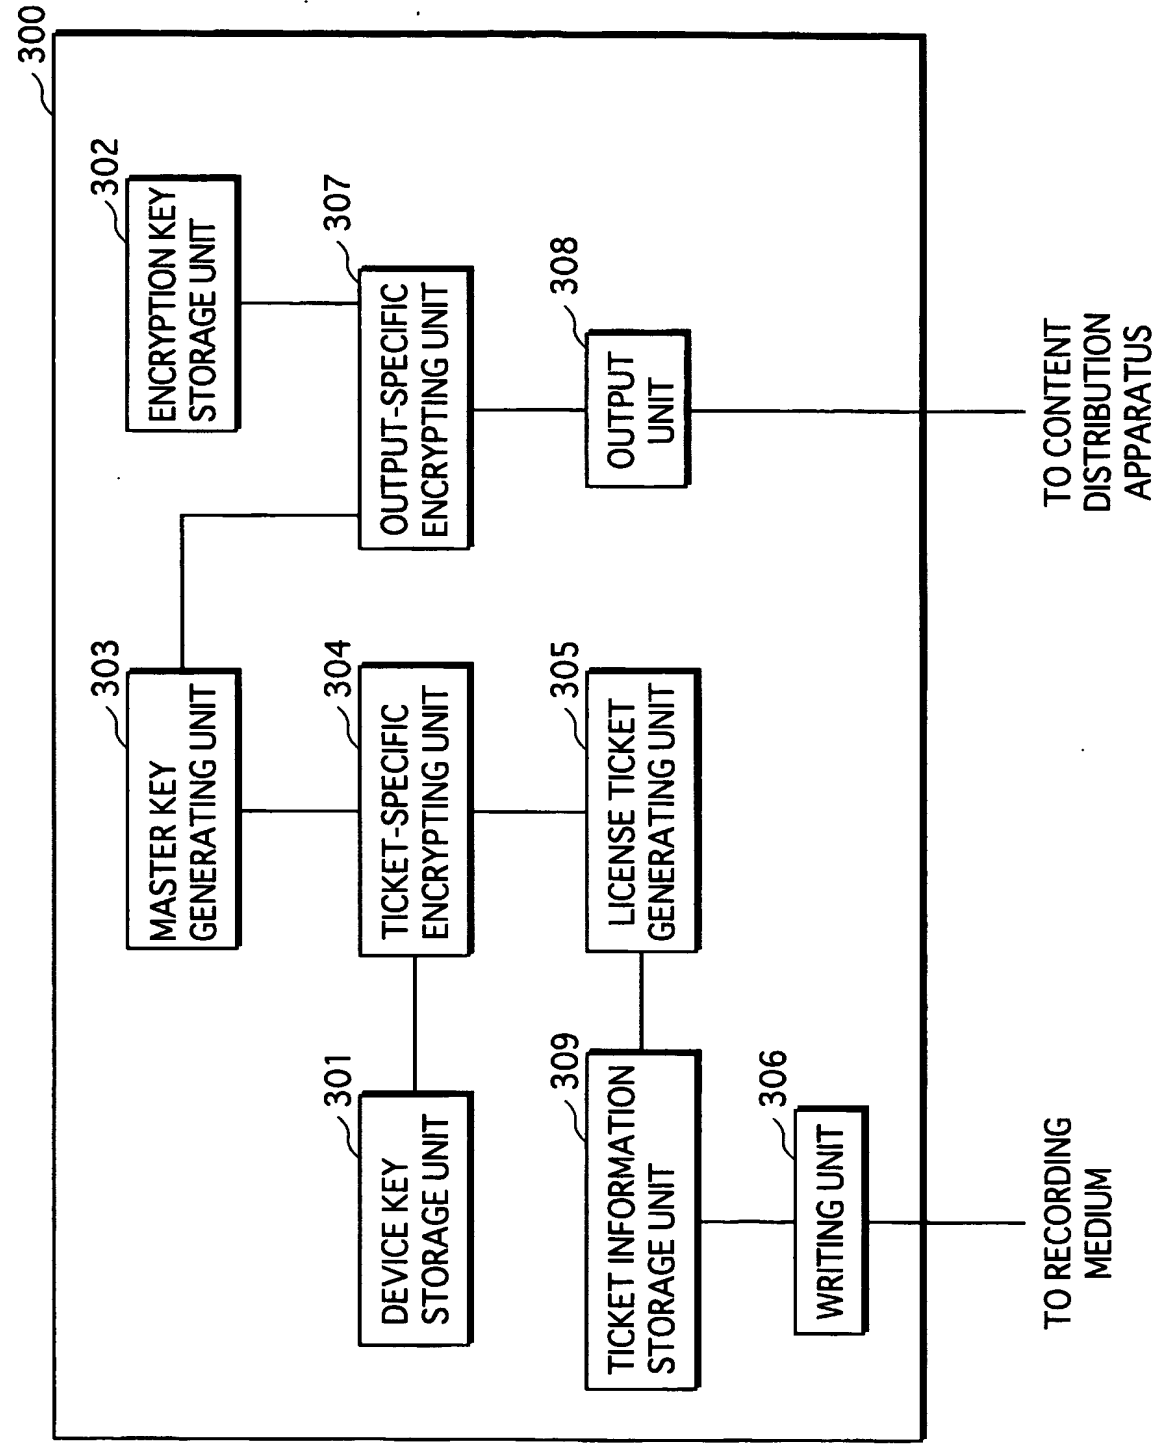 300
303
MASTER KEY
GENERATING UNIT
302
ENCRYPTION KEY
STORAGE UNIT
301
DEVICE KEY
STORAGE UNIT
304
TICKET-SPECIFIC
ENCRYPTING UNIT
307
OUTPUT-SPECIFIC
ENCRYPTING UNIT
309
TICKET INFORMATION
STORAGE UNIT
305
LICENSE TICKET
GENERATING UNIT
308
OUTPUT
UNIT
306
WRITING UNIT
TO RECORDING
MEDIUM
TO CONTENT
DISTRIBUTION
APPARATUS